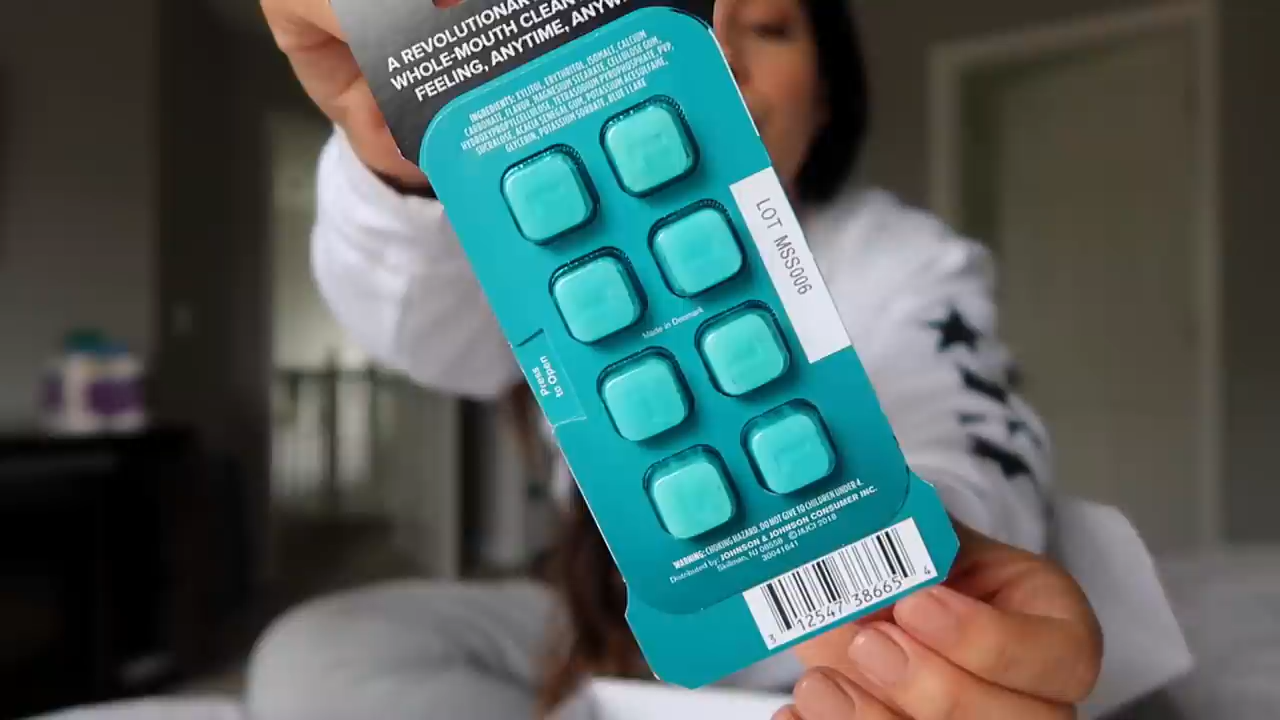 A REVOLUTIONAR
WHOLE-MOUTH CLEAN
FEELING, ANYTIME, ANYW
INGREDIENTS: XYLITOL, ERYTHRITOL, ISOMALT, CALCIUM
CARBONATE, FLAVOR, MAGNESIUM STEARATE, CELLULOSE GUM,
HYDROXYPROPYLCELLULOSE, TETRASODIUM PYROPHOSPHATE, PVP,
SUCRALOSE, ACACIA SENEGAL GUM, POTASSIUM ACESULFAME,
GLYCERIN, POTASSIUM SORBATE, BLUE 1 LAKE
LOT MSS006
Made in Denmark
Press
to Open
WARNING: CHOKING HAZARD. DO NOT GIVE TO CHILDREN UNDER 4.
Distributed by: JOHNSON & JOHNSON CONSUMER INC.
Skillman, NJ 08558 ©J&JCI 2018
30041641
3 12547 38665 4